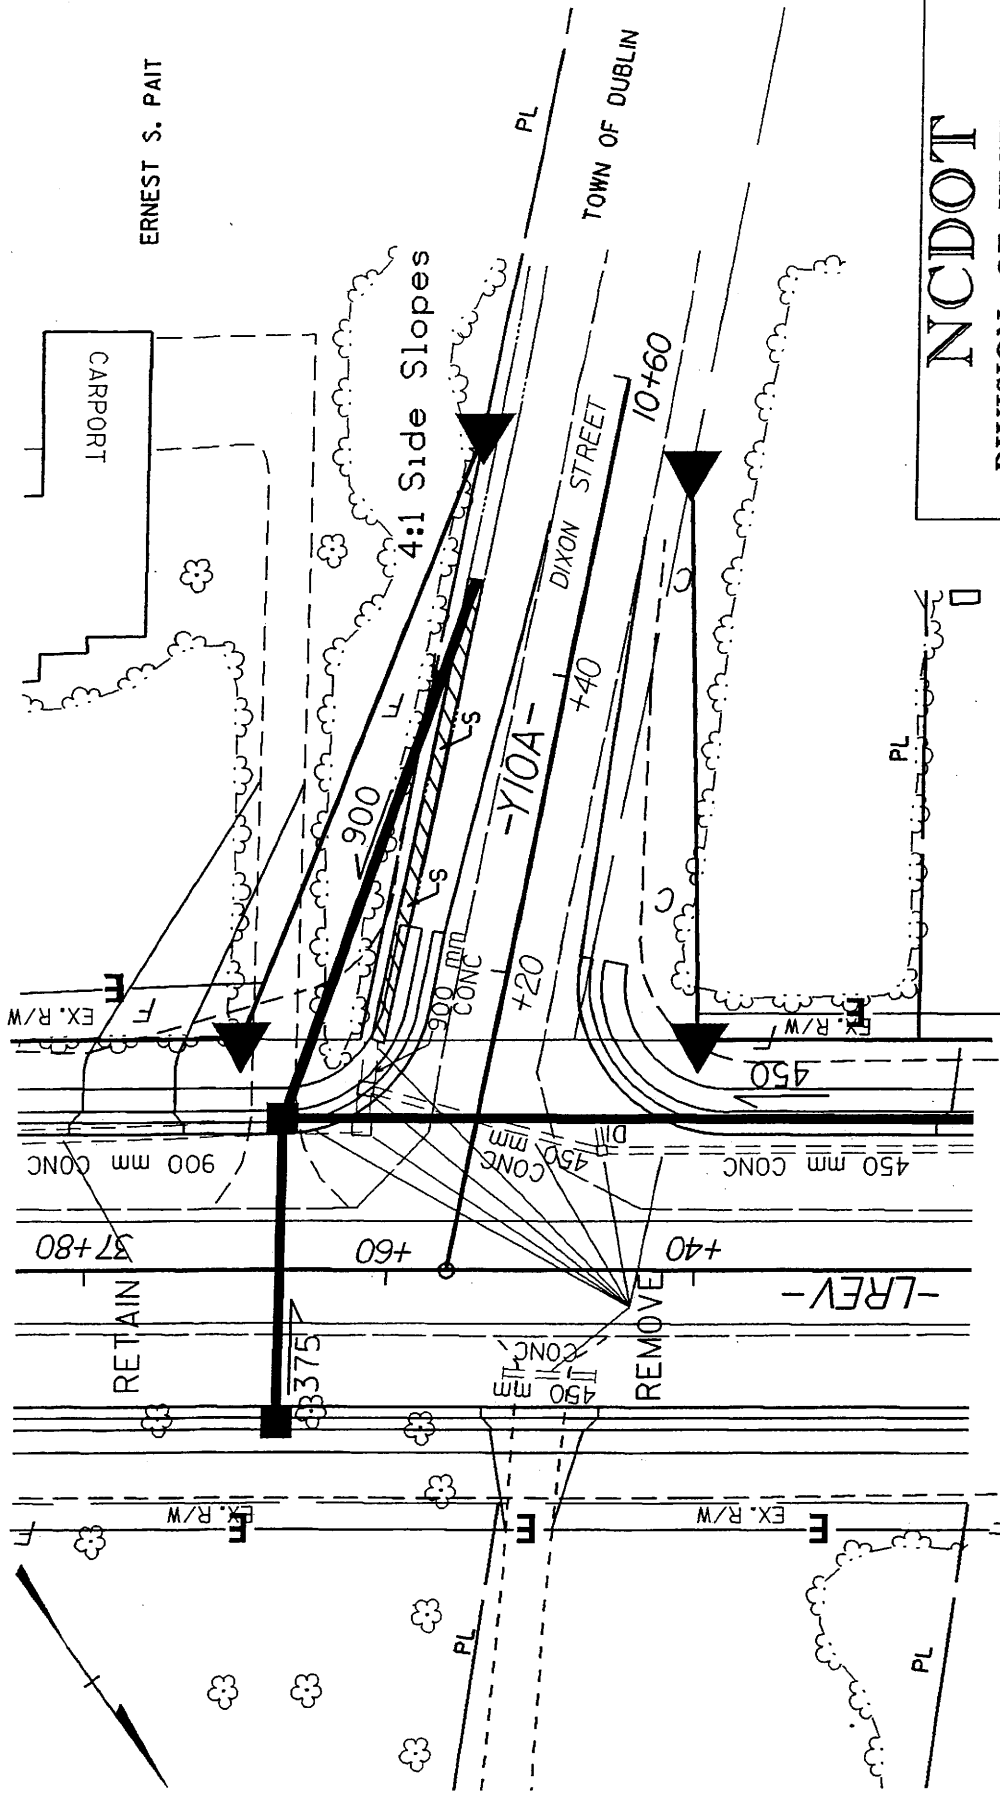 ERNEST S. PAIT
PL
TOWN OF DUBLIN
NCDOT
CARPORT
4:1 Side Slopes
DIXON STREET
10+60
C
F
+40
S
-Y10A-
PL
900
S
C
900 mm
CONC
+20
E
EX. R/W
F
E
EX. R/W
F
450
900 mm CONC
450 mm
CONC
DI
450 mm CONC
37+80
+60
+40
-LREV-
RETAIN
REMOVE
375
CONC
450 mm
EX. R/W
E
E
EX. R/W
E
F
PL
PL